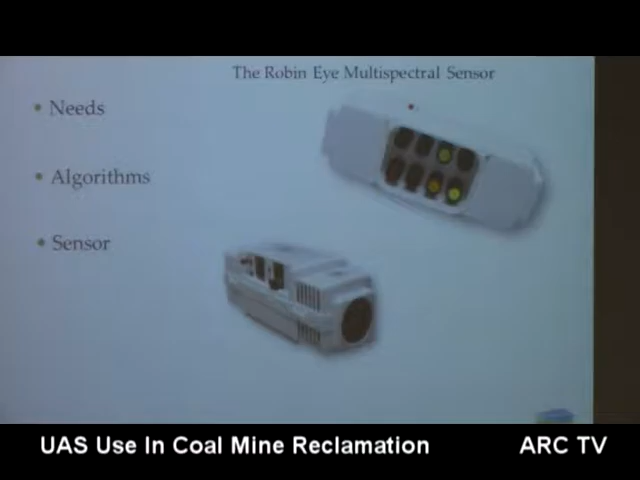 The Robin Eye Multispectral Sensor
• Needs
• Algorithms
• Sensor
UAS Use In Coal Mine Reclamation
ARC TV